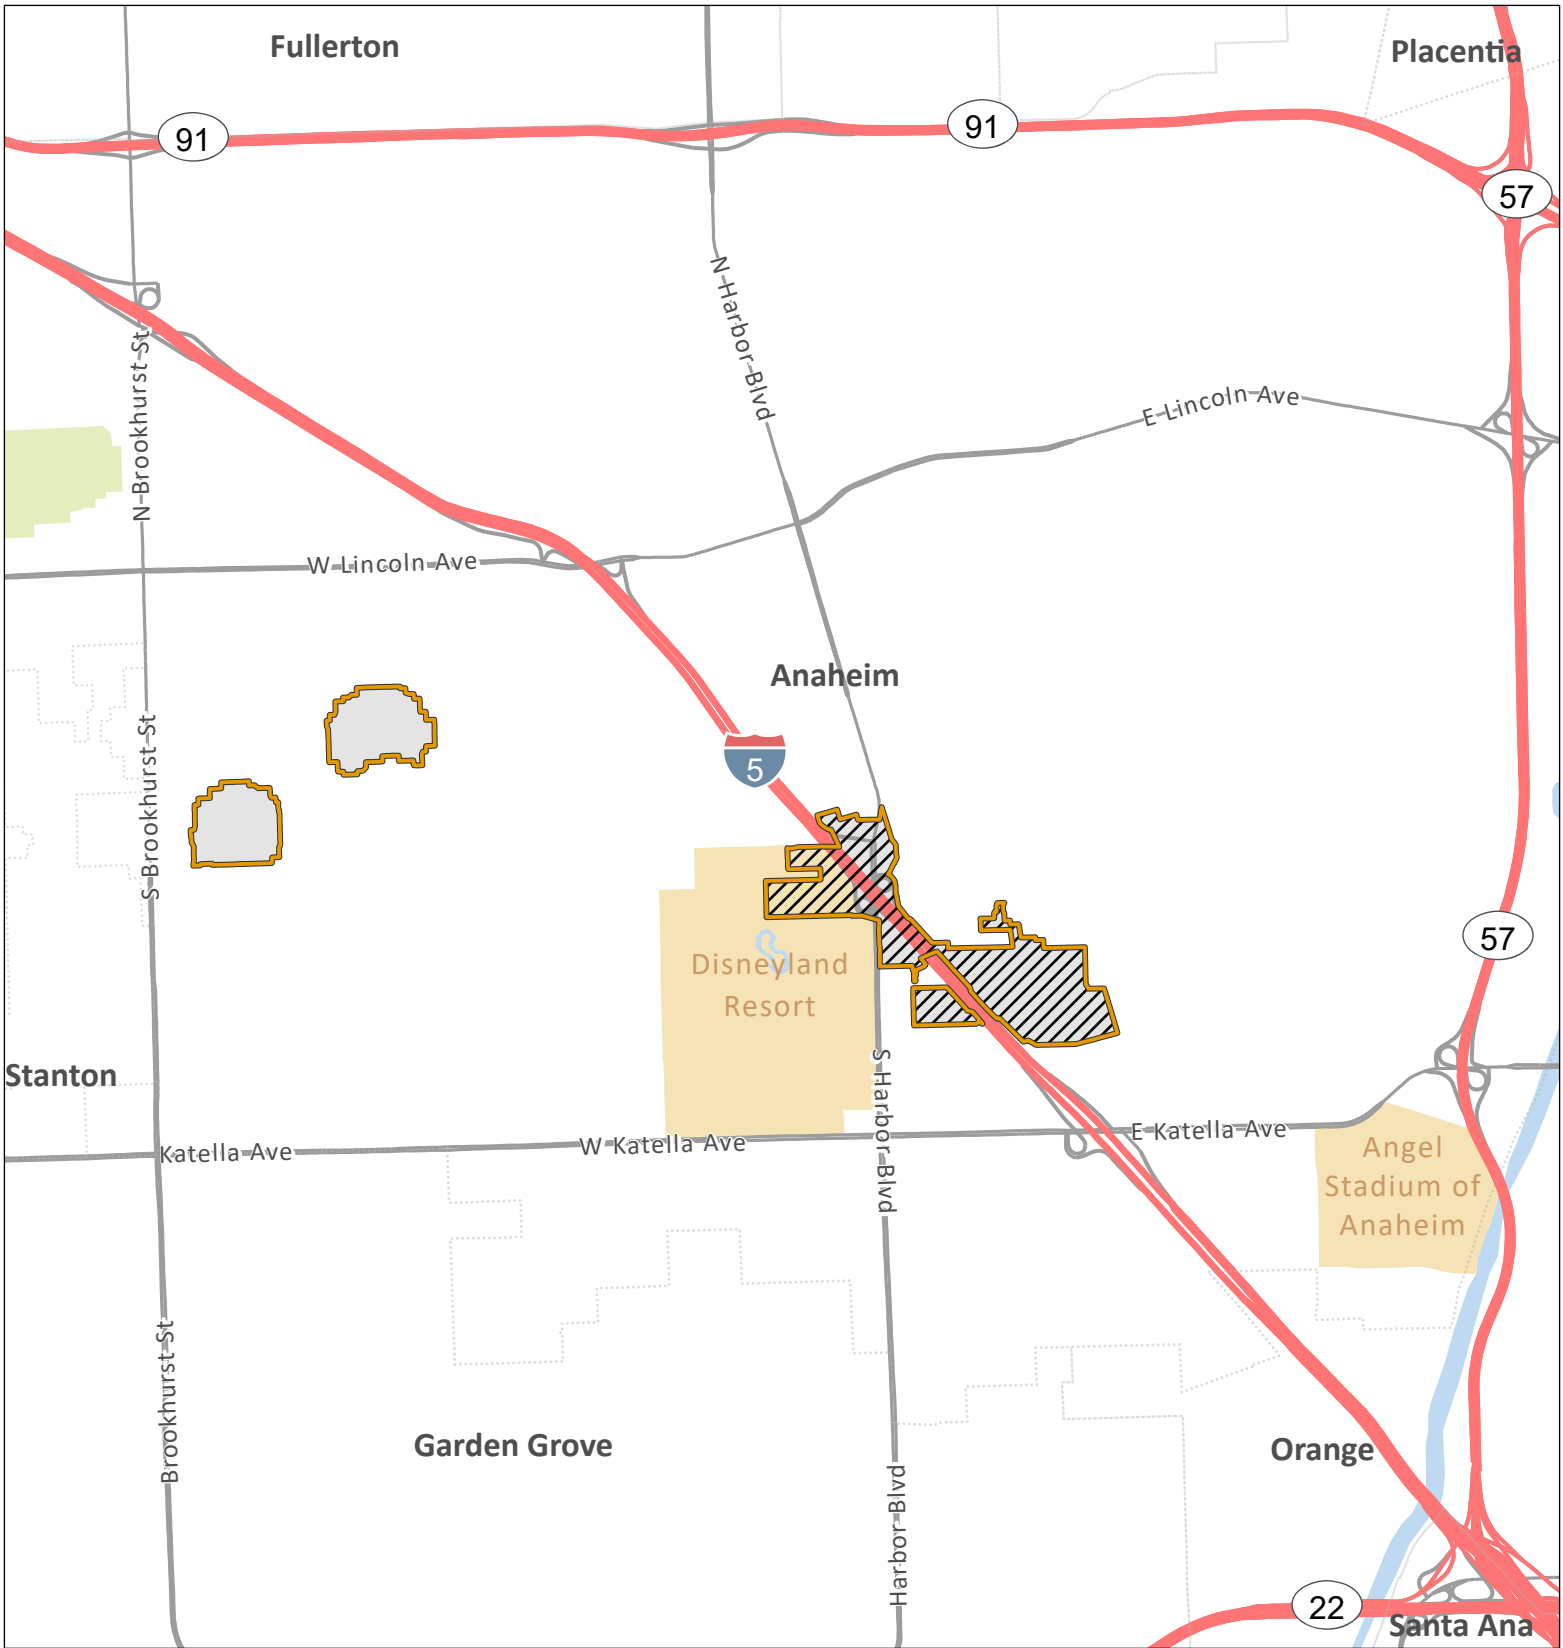 Fullerton
Placentia
91
91
57
N Harbor Blvd
N Brookhurst St
E Lincoln Ave
W Lincoln Ave
Anaheim
S Brookhurst St
5
57
Disneyland
Resort
Stanton
S Harbor Blvd
Katella Ave
W Katella Ave
E Katella Ave
Angel
Stadium of
Anaheim
Brookhurst St
Garden Grove
Orange
Harbor Blvd
22
Santa Ana